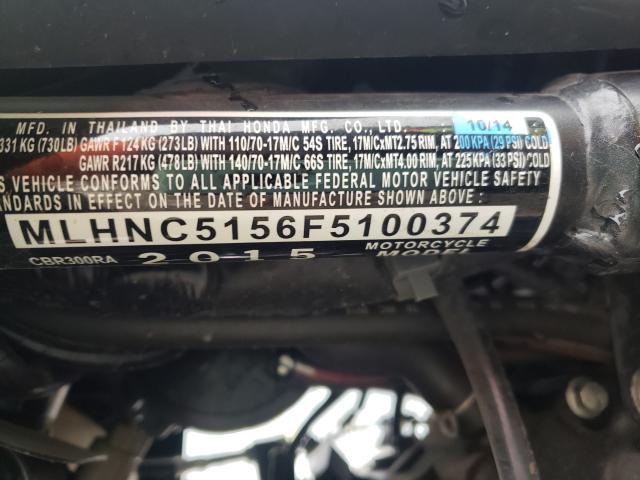 MFD. IN THAILAND BY THAI HONDA MFG. CO., LTD. 10/14
331 KG (730LB) GAWR F124 KG (273LB) WITH 110/70-17M/C 54S TIRE, 17M/CxMT2.75 RIM, AT 200 KPA (29 PSI) COLD
GAWR R217 KG (478LB) WITH 140/70-17M/C 66S TIRE, 17M/CxMT4.00 RIM, AT 225 KPA (33 PSI) COLD
S VEHICLE CONFORMS TO ALL APPLICABLE FEDERAL MOTOR VEHICLE SAFETY
TANDARDS IN EFFECT ON THE DATE OF MANUFACTURE SHOWN ABOVE :
MLHNC5156F5100374
CBR300RA 2015 MOTORCYCLE
MODEL